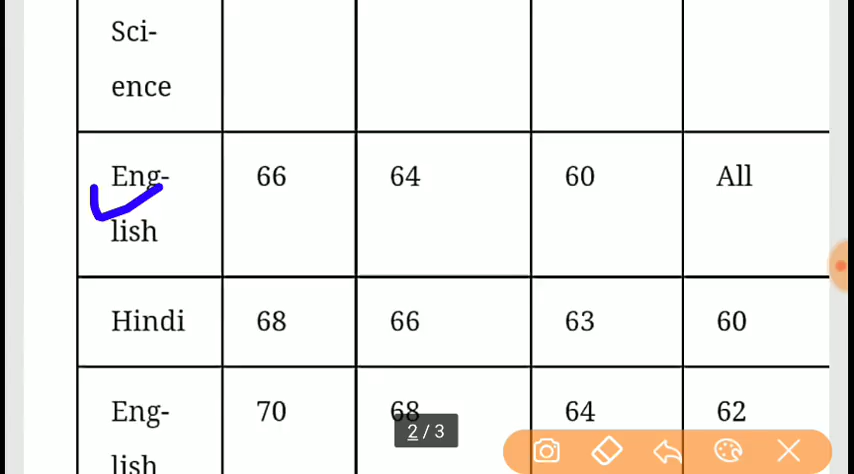 Sci-
ence
Eng-
lish 66 64 60 All
Hindi 68 66 63 60
Eng-
lish 70 68 64 62
2 / 3